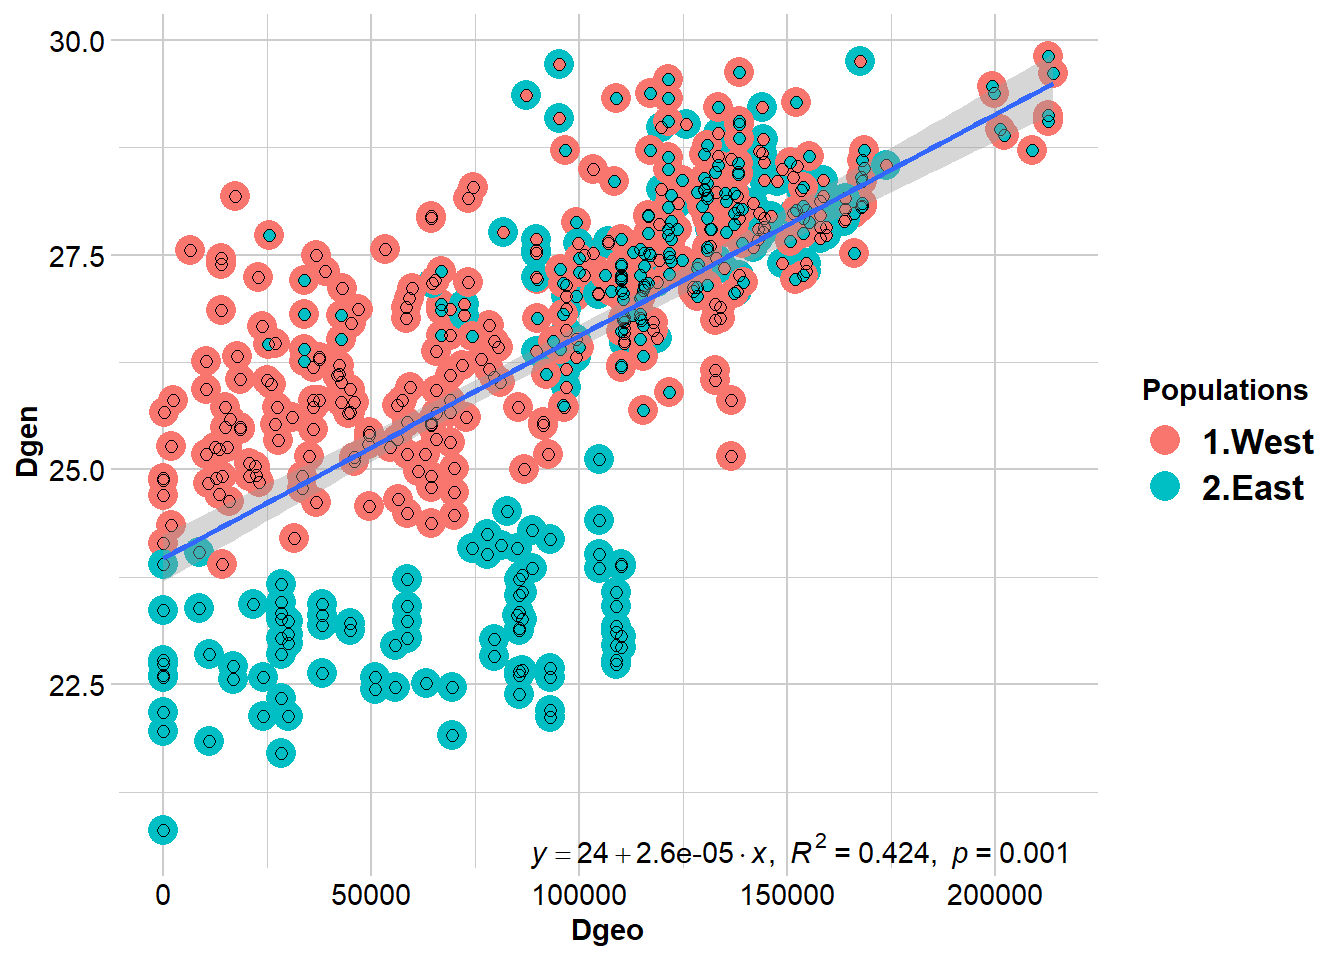 30.0
27.5
25.0
22.5
Dgen
y = 24 + 2.6e-05 · x, R² = 0.424, p = 0.001
0 50000 100000 150000 200000
Dgeo
Populations
1.West
2.East